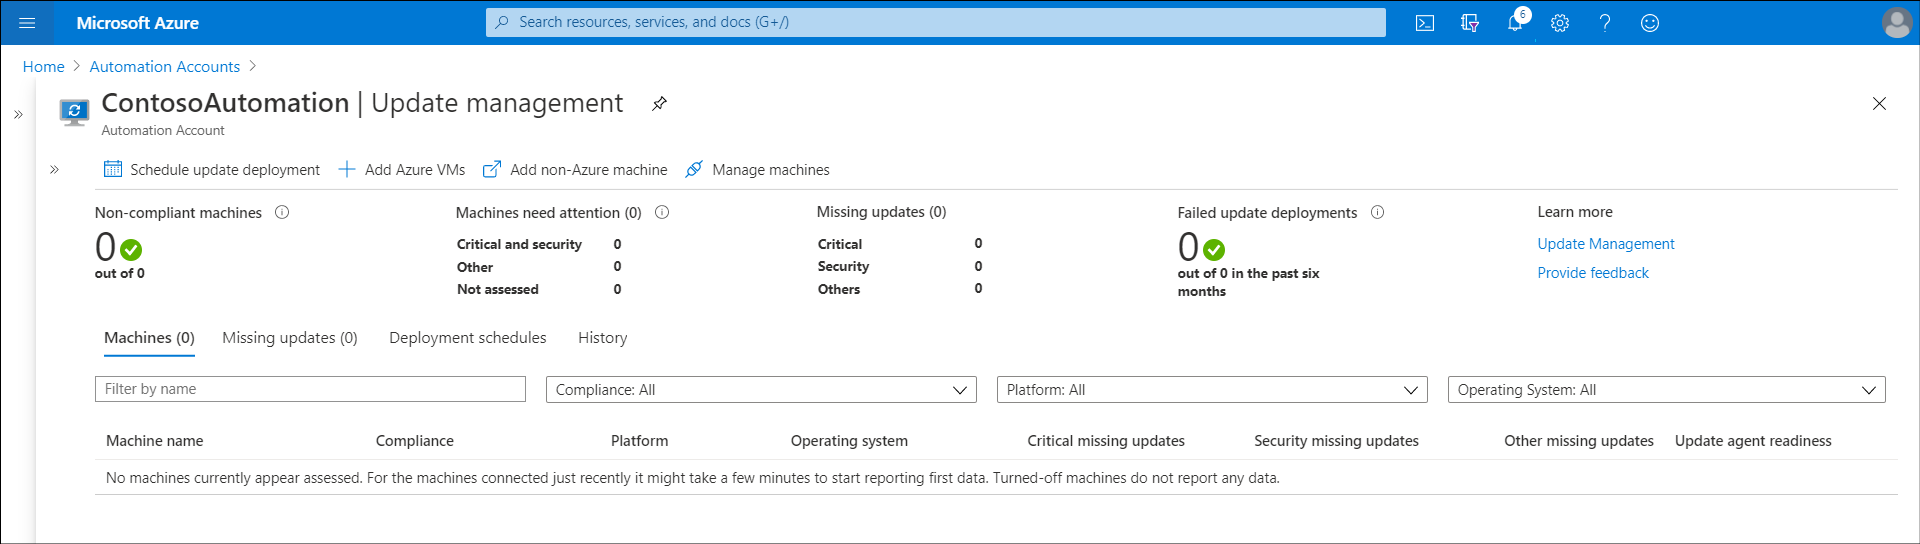 Microsoft Azure
Search resources, services, and docs (G+/)
6
Home > Automation Accounts >
ContosoAutomation | Update management
Automation Account
Schedule update deployment
Add Azure VMs
Add non-Azure machine
Manage machines
Non-compliant machines
0
out of 0
Machines need attention (0)
Critical and security 0
Other 0
Not assessed 0
Missing updates (0)
Critical 0
Security 0
Others 0
Failed update deployments
0
out of 0 in the past six
months
Learn more
Update Management
Provide feedback
Machines (0) Missing updates (0) Deployment schedules History
Filter by name
Compliance: All
Platform: All
Operating System: All
Machine name Compliance Platform Operating system Critical missing updates Security missing updates Other missing updates Update agent readiness
No machines currently appear assessed. For the machines connected just recently it might take a few minutes to start reporting first data. Turned-off machines do not report any data.